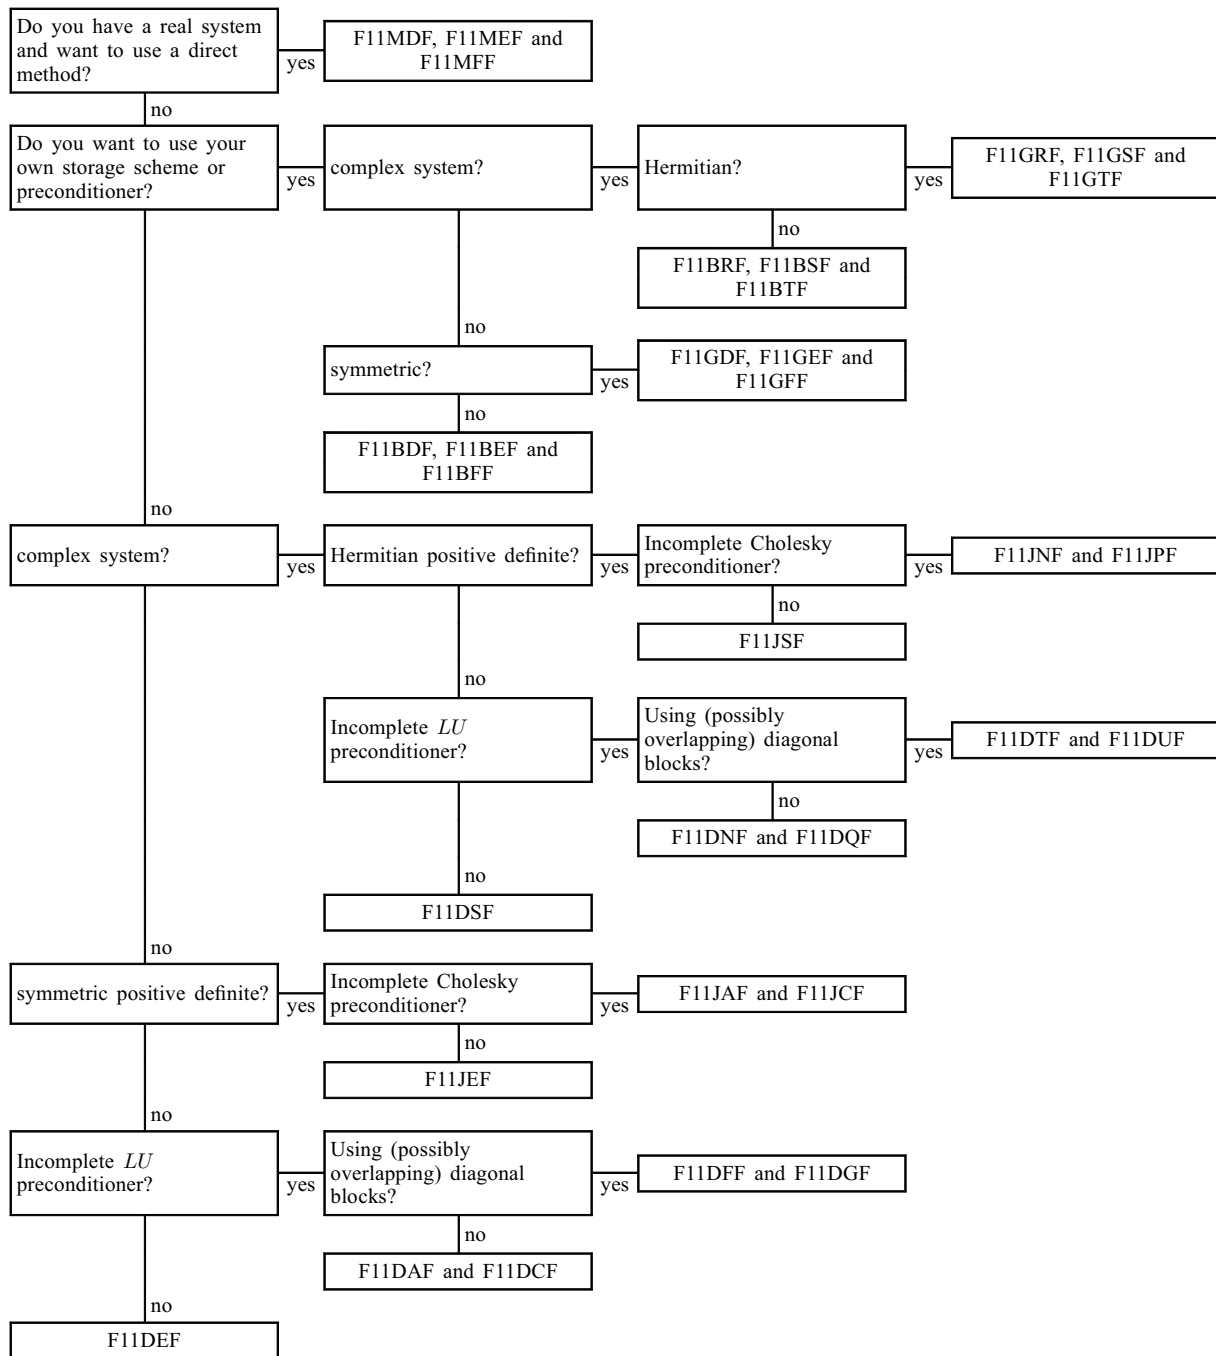 Do you have a real system
and want to use a direct
method?
yes
F11MDF, F11MEF and
F11MFF
no
Do you want to use your
own storage scheme or
preconditioner?
yes
complex system?
yes
Hermitian?
yes
F11GRF, F11GSF and
F11GTF
no
F11BRF, F11BSF and
F11BTF
no
symmetric?
yes
F11GDF, F11GEF and
F11GFF
no
F11BDF, F11BEF and
F11BFF
no
complex system?
yes
Hermitian positive definite?
yes
Incomplete Cholesky
preconditioner?
yes
F11JNF and F11JPF
no
F11JSF
no
Incomplete LU
preconditioner?
yes
Using (possibly
overlapping) diagonal
blocks?
yes
F11DTF and F11DUF
no
F11DNF and F11DQF
no
F11DSF
no
symmetric positive definite?
yes
Incomplete Cholesky
preconditioner?
yes
F11JAF and F11JCF
no
F11JEF
no
Incomplete LU
preconditioner?
yes
Using (possibly
overlapping) diagonal
blocks?
yes
F11DFF and F11DGF
no
F11DAF and F11DCF
no
F11DEF